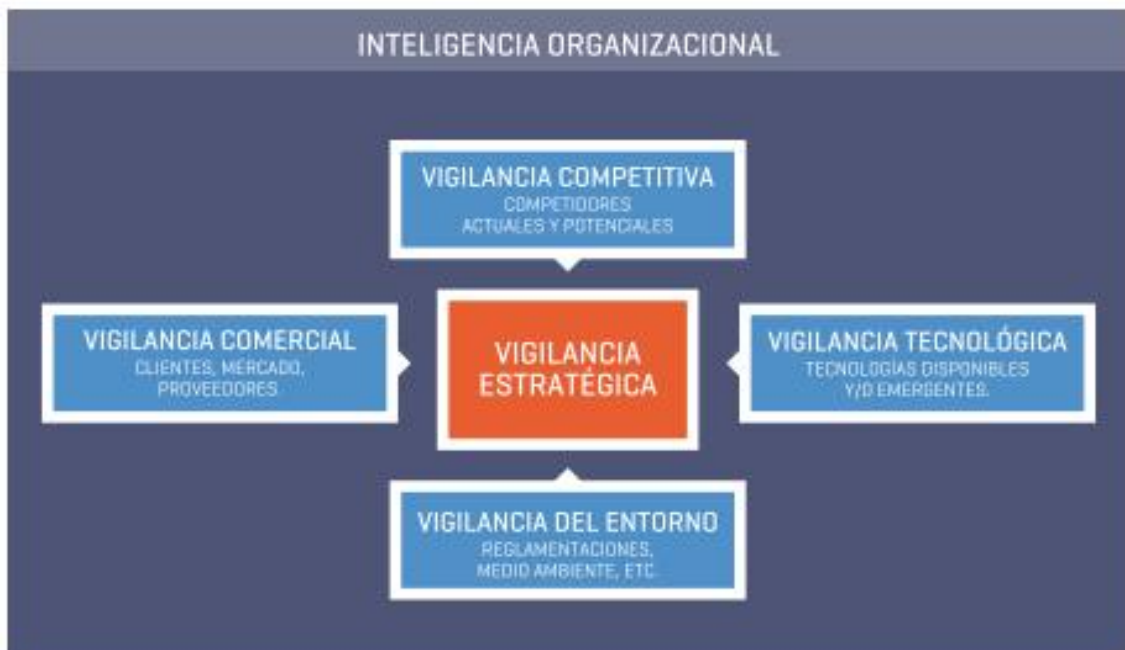 INTELIGENCIA ORGANIZACIONAL
VIGILANCIA COMPETITIVA
COMPETIDORES
ACTUALES Y POTENCIALES
VIGILANCIA COMERCIAL
CLIENTES, MERCADO,
PROVEEDORES.
VIGILANCIA
ESTRATÉGICA
VIGILANCIA TECNOLÓGICA
TECNOLOGÍAS DISPONIBLES
Y/O EMERGENTES.
VIGILANCIA DEL ENTORNO
REGLAMENTACIONES,
MEDIO AMBIENTE, ETC.